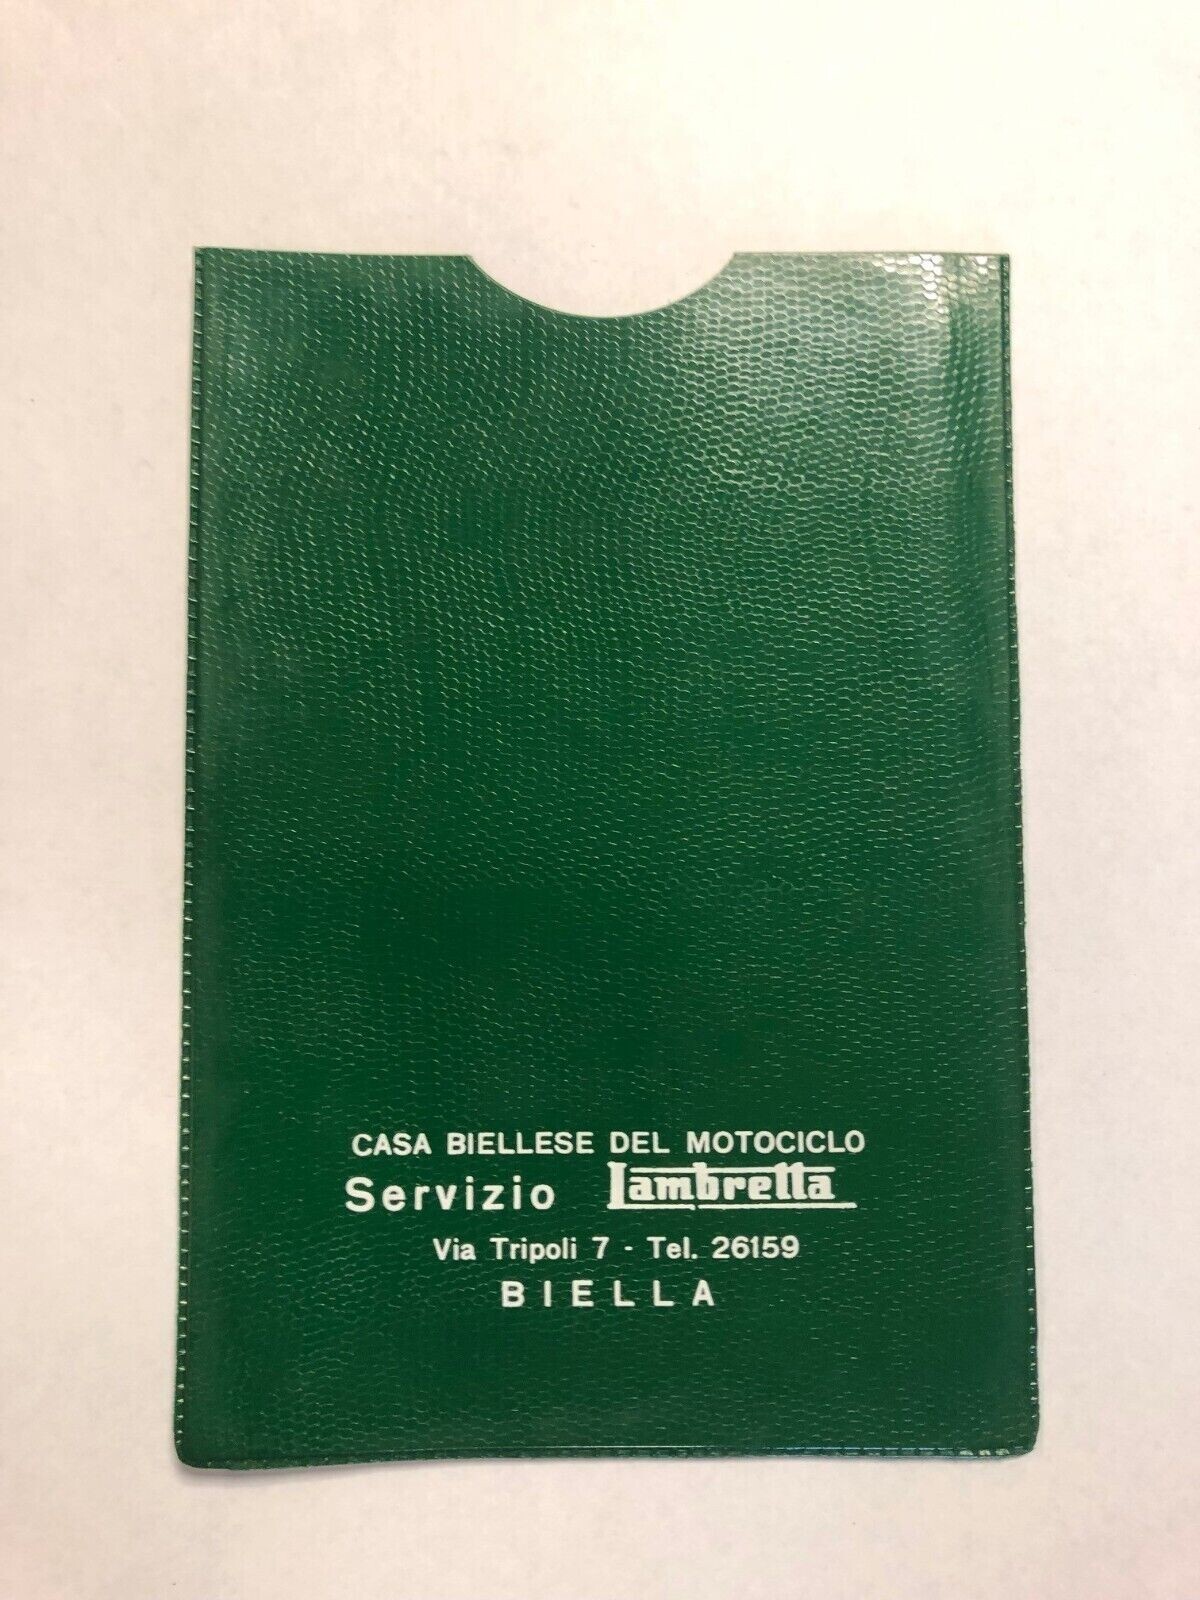 CASA BIELLESE DEL MOTOCICLO
Servizio Lambretta
Via Tripoli 7 - Tel. 26159
BIELLA